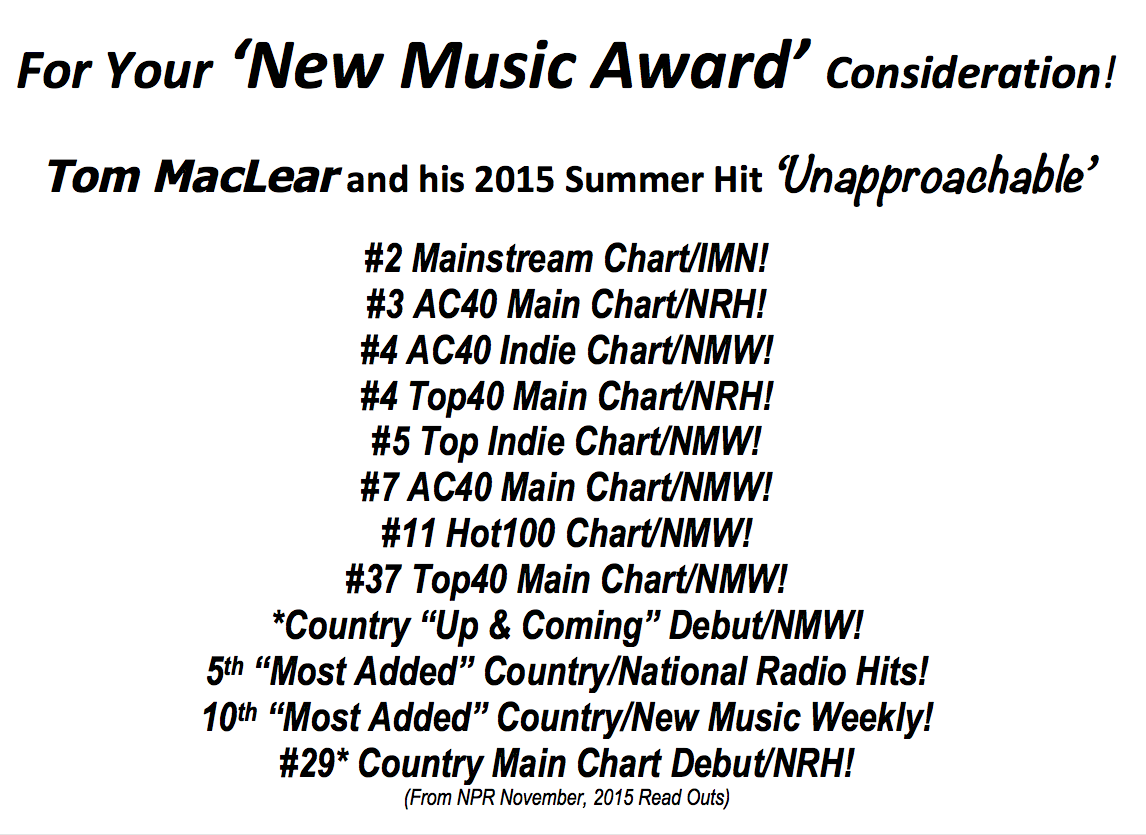 For Your ‘New Music Award’ Consideration!
Tom MacLear and his 2015 Summer Hit ‘Unapproachable’
#2 Mainstream Chart/IMN!
#3 AC40 Main Chart/NRH!
#4 AC40 Indie Chart/NMW!
#4 Top40 Main Chart/NRH!
#5 Top Indie Chart/NMW!
#7 AC40 Main Chart/NMW!
#11 Hot100 Chart/NMW!
#37 Top40 Main Chart/NMW!
*Country “Up & Coming” Debut/NMW!
5th “Most Added” Country/National Radio Hits!
10th “Most Added” Country/New Music Weekly!
#29* Country Main Chart Debut/NRH!
(From NPR November, 2015 Read Outs)